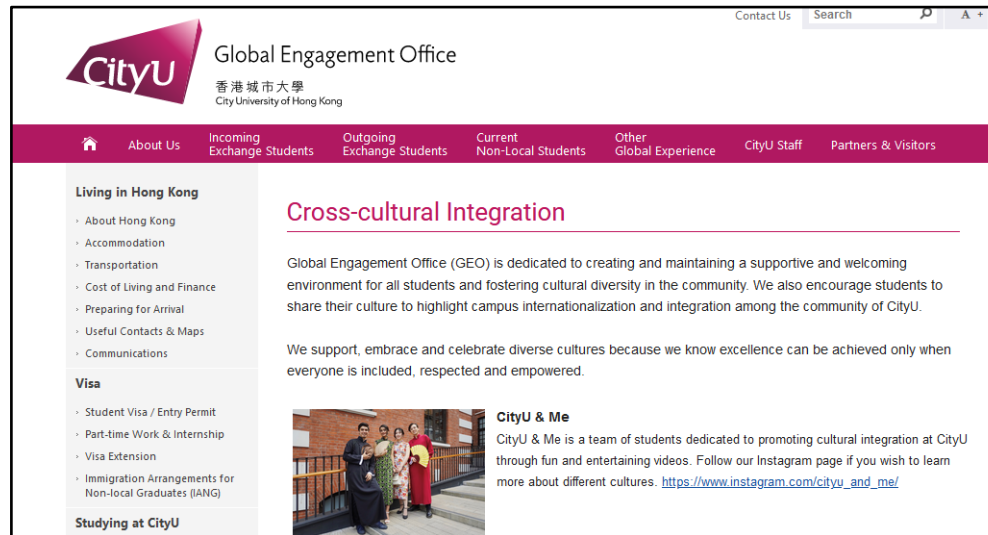 Contact Us
Search
A +
CityU
Global Engagement Office
香港城市大學
City University of Hong Kong
About Us
Incoming
Exchange Students
Outgoing
Exchange Students
Current
Non-Local Students
Other
Global Experience
CityU Staff
Partners & Visitors
Living in Hong Kong
About Hong Kong
Accommodation
Transportation
Cost of Living and Finance
Preparing for Arrival
Useful Contacts & Maps
Communications
Visa
Student Visa / Entry Permit
Part-time Work & Internship
Visa Extension
Immigration Arrangements for
Non-local Graduates (IANG)
Studying at CityU
Cross-cultural Integration
Global Engagement Office (GEO) is dedicated to creating and maintaining a supportive and welcoming
environment for all students and fostering cultural diversity in the community. We also encourage students to
share their culture to highlight campus internationalization and integration among the community of CityU.
We support, embrace and celebrate diverse cultures because we know excellence can be achieved only when
everyone is included, respected and empowered.
CityU & Me
CityU & Me is a team of students dedicated to promoting cultural integration at CityU
through fun and entertaining videos. Follow our Instagram page if you wish to learn
more about different cultures. https://www.instagram.com/cityu_and_me/